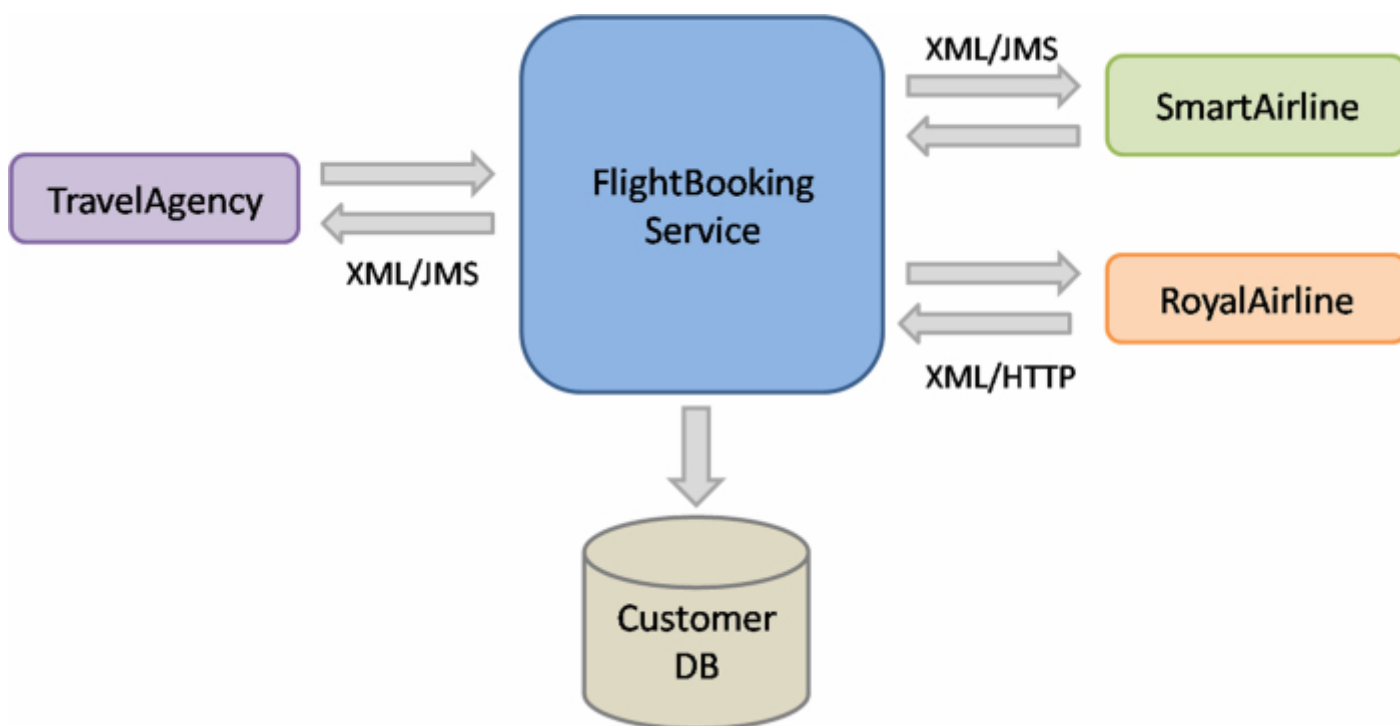 XML/JMS
SmartAirline
TravelAgency
XML/JMS
FlightBooking
Service
RoyalAirline
XML/HTTP
Customer
DB